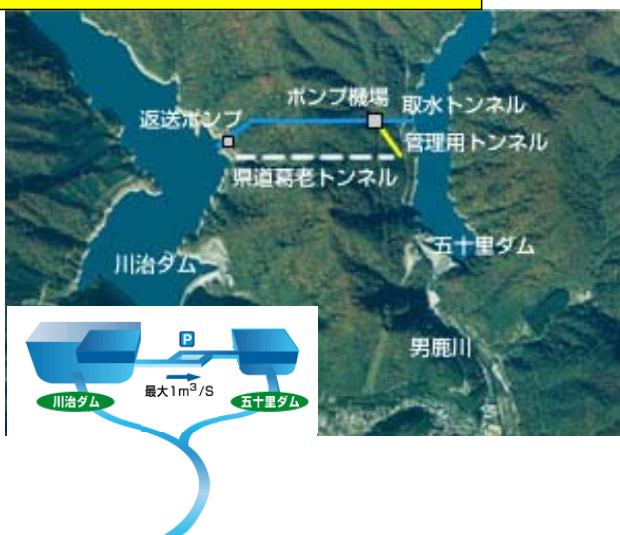 ポンプ機場
取水トンネル
返送ポンプ
管理用トンネル
県道葛老トンネル
川治ダム
五十里ダム
男鹿川
P
最大1m³/S
川治ダム
五十里ダム